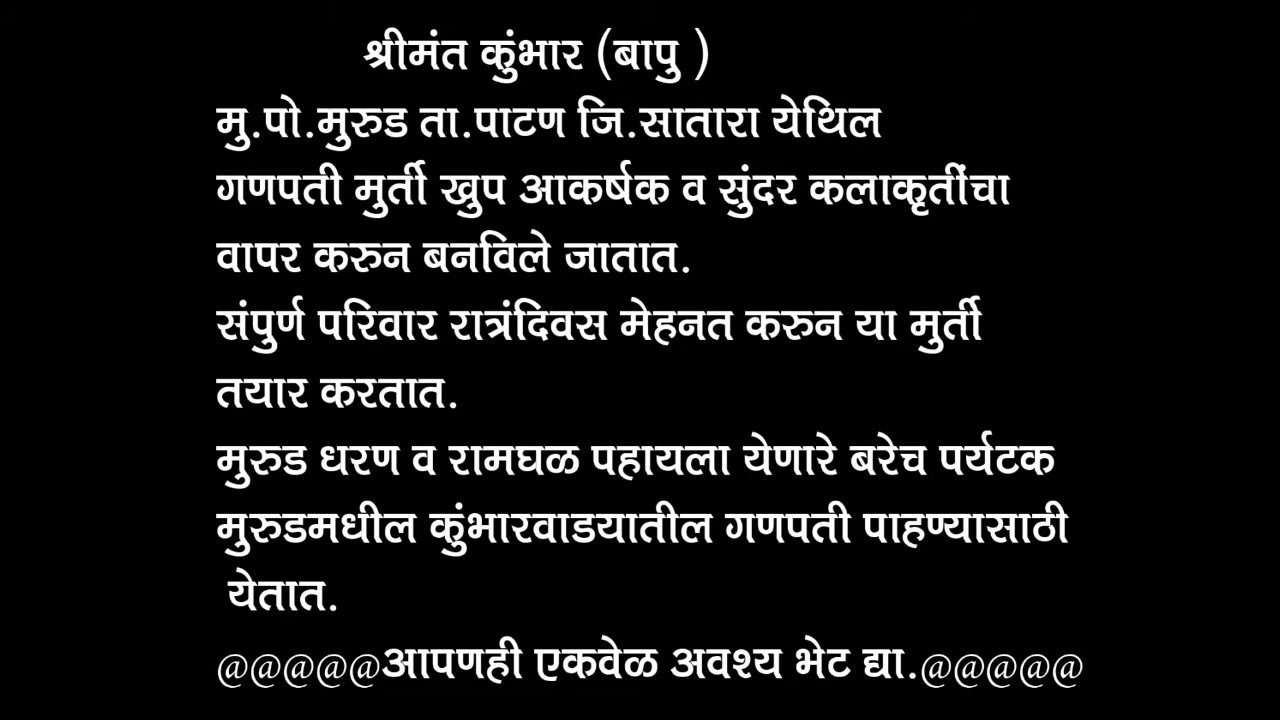 श्रीमंत कुंभार (बापु )
मु.पो.मुरुड ता.पाटण जि.सातारा येथिल
गणपती मुर्ती खुप आकर्षक व सुंदर कलाकृतींचा
वापर करुन बनविले जातात.
संपुर्ण परिवार रात्रंदिवस मेहनत करुन या मुर्ती
तयार करतात.
मुरुड धरण व रामघळ पहायला येणारे बरेच पर्यटक
मुरुडमधील कुंभारवाडयातील गणपती पाहण्यासाठी
येतात.
@@@@@आपणही एकवेळ अवश्य भेट द्या.@@@@@